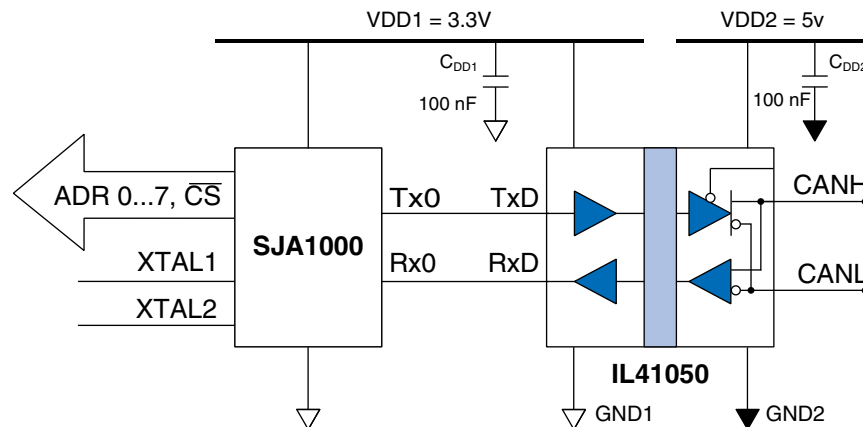 VDD1 = 3.3V
VDD2 = 5v
CDD1
100 nF
CDD2
100 nF
ADR 0...7, C̅S̅
XTAL1
XTAL2
SJA1000
Tx0
Rx0
TxD
RxD
CANH
CANL
IL41050
GND1
GND2